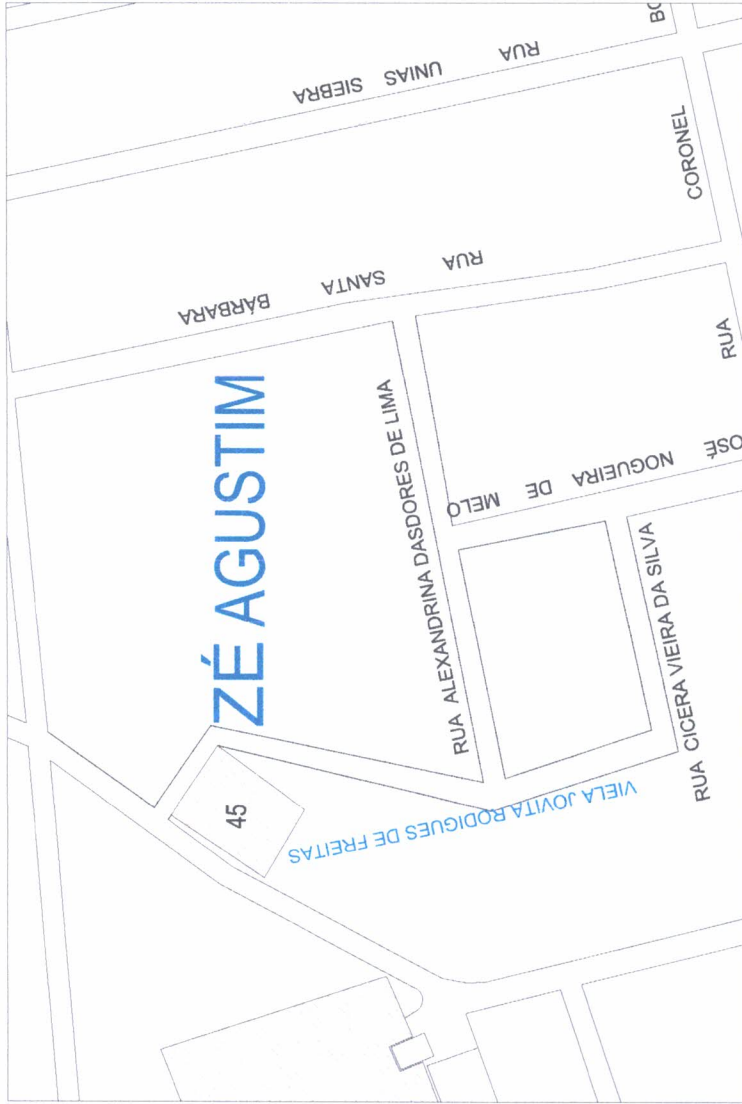 RUA UNIAS SIEBRA
BO
CORONEL
RUA SANTA BÁRBARA
RUA
ZÉ AGUSTIM
RUA ALEXANDRINA DASDORES DE LIMA
OSÉ NOGUEIRA DE MELO
45
RUA CICERA VIEIRA DA SILVA
VIELA JOVITA RODIGUES DE FREITAS